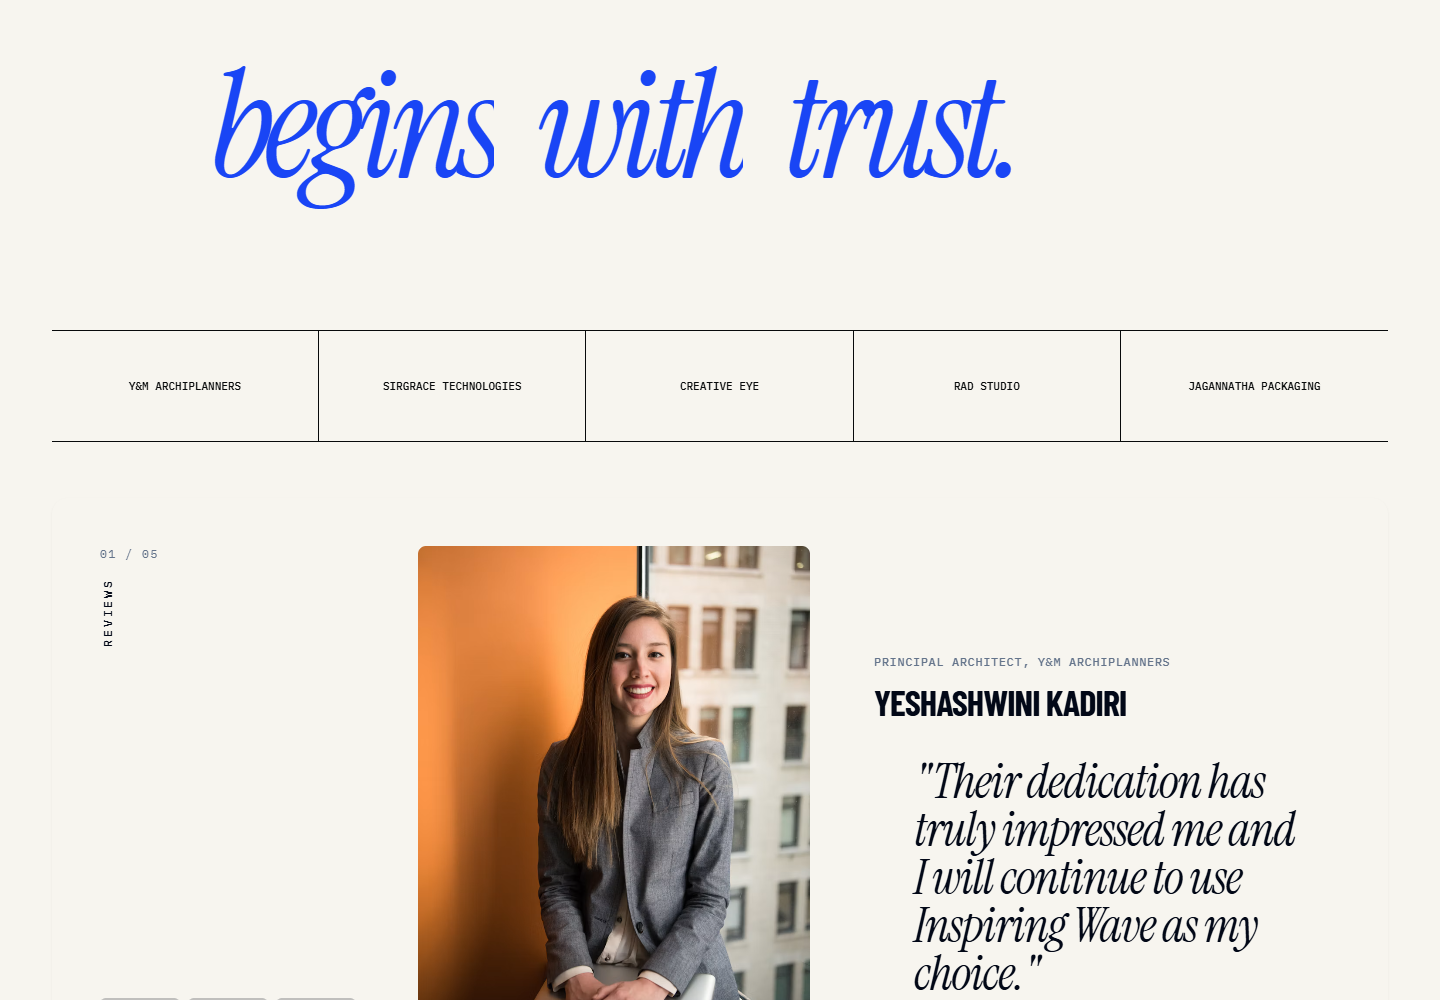 begins with trust.
Y&M ARCHIPLANNERS
SIRGRACE TECHNOLOGIES
CREATIVE EYE
RAD STUDIO
JAGANNATHA PACKAGING
01 / 05
REVIEWS
PRINCIPAL ARCHITECT, Y&M ARCHIPLANNERS
YESHASHWINI KADIRI
"Their dedication has
truly impressed me and
I will continue to use
Inspiring Wave as my
choice."